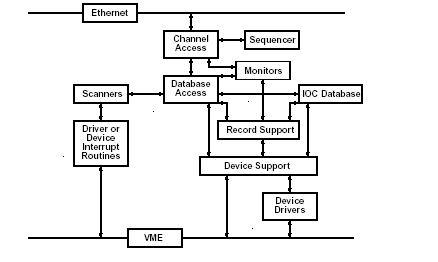 Ethernet
Channel
Access
Sequencer
Monitors
Scanners
Database
Access
IOC Database
Driver or
Device
Interrupt
Routines
Record Support
Device Support
Device
Drivers
VME